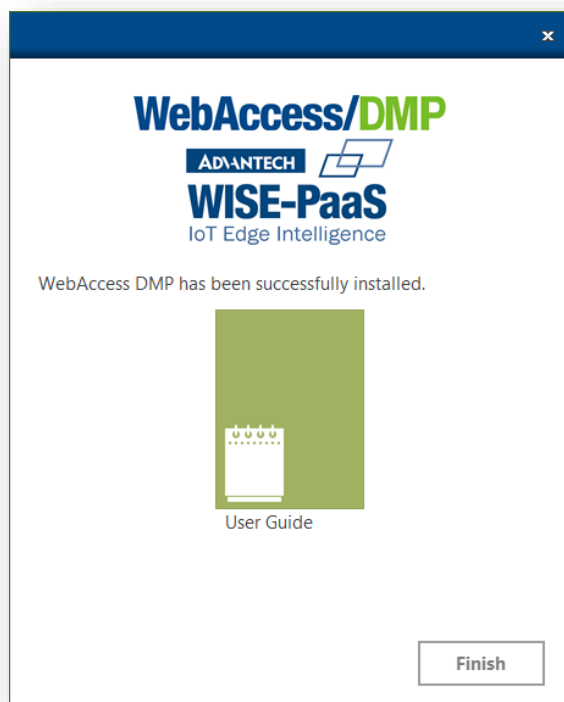 WebAccess/DMP
ADVANTECH
WISE-PaaS
IoT Edge Intelligence
WebAccess DMP has been successfully installed.
User Guide
Finish